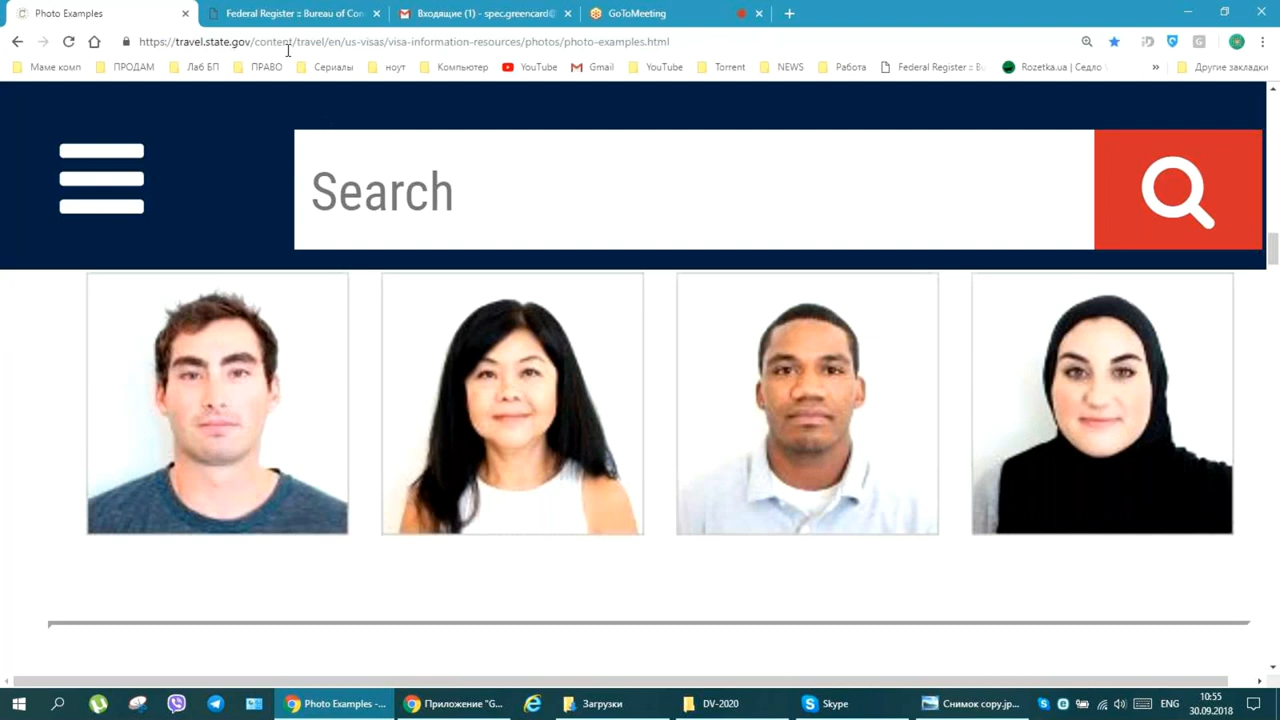 Photo Examples
Federal Register :: Bureau of Con
Входящие (1) - spec.greencard@
GoToMeeting
https://travel.state.gov/content/travel/en/us-visas/visa-information-resources/photos/photo-examples.html
Маме комп
ПРОДАМ
Лаб БП
ПРАВО
Сериалы
ноут
Компьютер
YouTube
Gmail
YouTube
Torrent
NEWS
Работа
Federal Register :: Bu
Rozetka.ua | Седло
»
Другие закладки
Search
Photo Examples -...
Приложение "G...
Загрузки
DV-2020
Skype
Снимок copy.jp...
ENG
10:55
30.09.2018